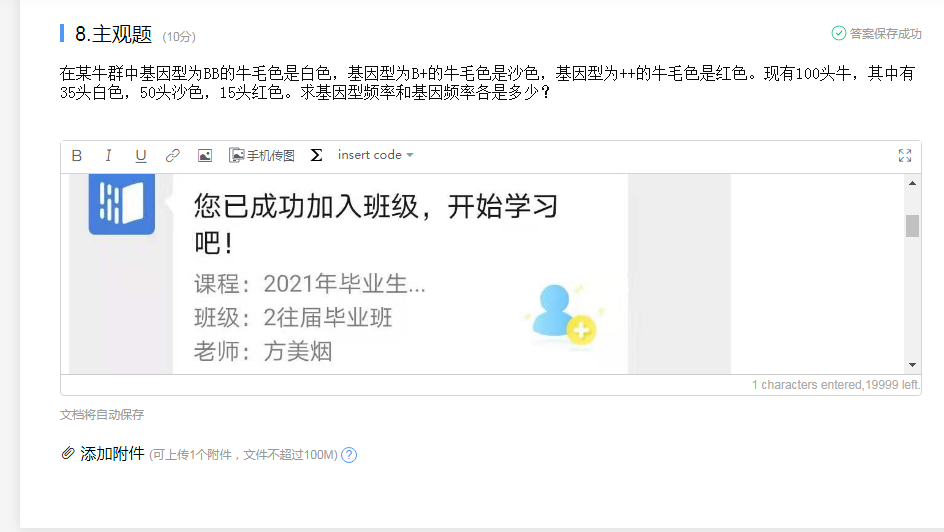 8.主观题 (10分) 答案保存成功
在某牛群中基因型为BB的牛毛色是白色，基因型为B+的牛毛色是沙色，基因型为++的牛毛色是红色。现有100头牛，其中有
35头白色，50头沙色，15头红色。求基因型频率和基因频率各是多少？
B I U 手机传图 Σ insert code
您已成功加入班级，开始学习
吧！
课程：2021年毕业生...
班级：2往届毕业班
老师：方美烟
1 characters entered,19999 left.
文档将自动保存
添加附件 (可上传1个附件，文件不超过100M) ?